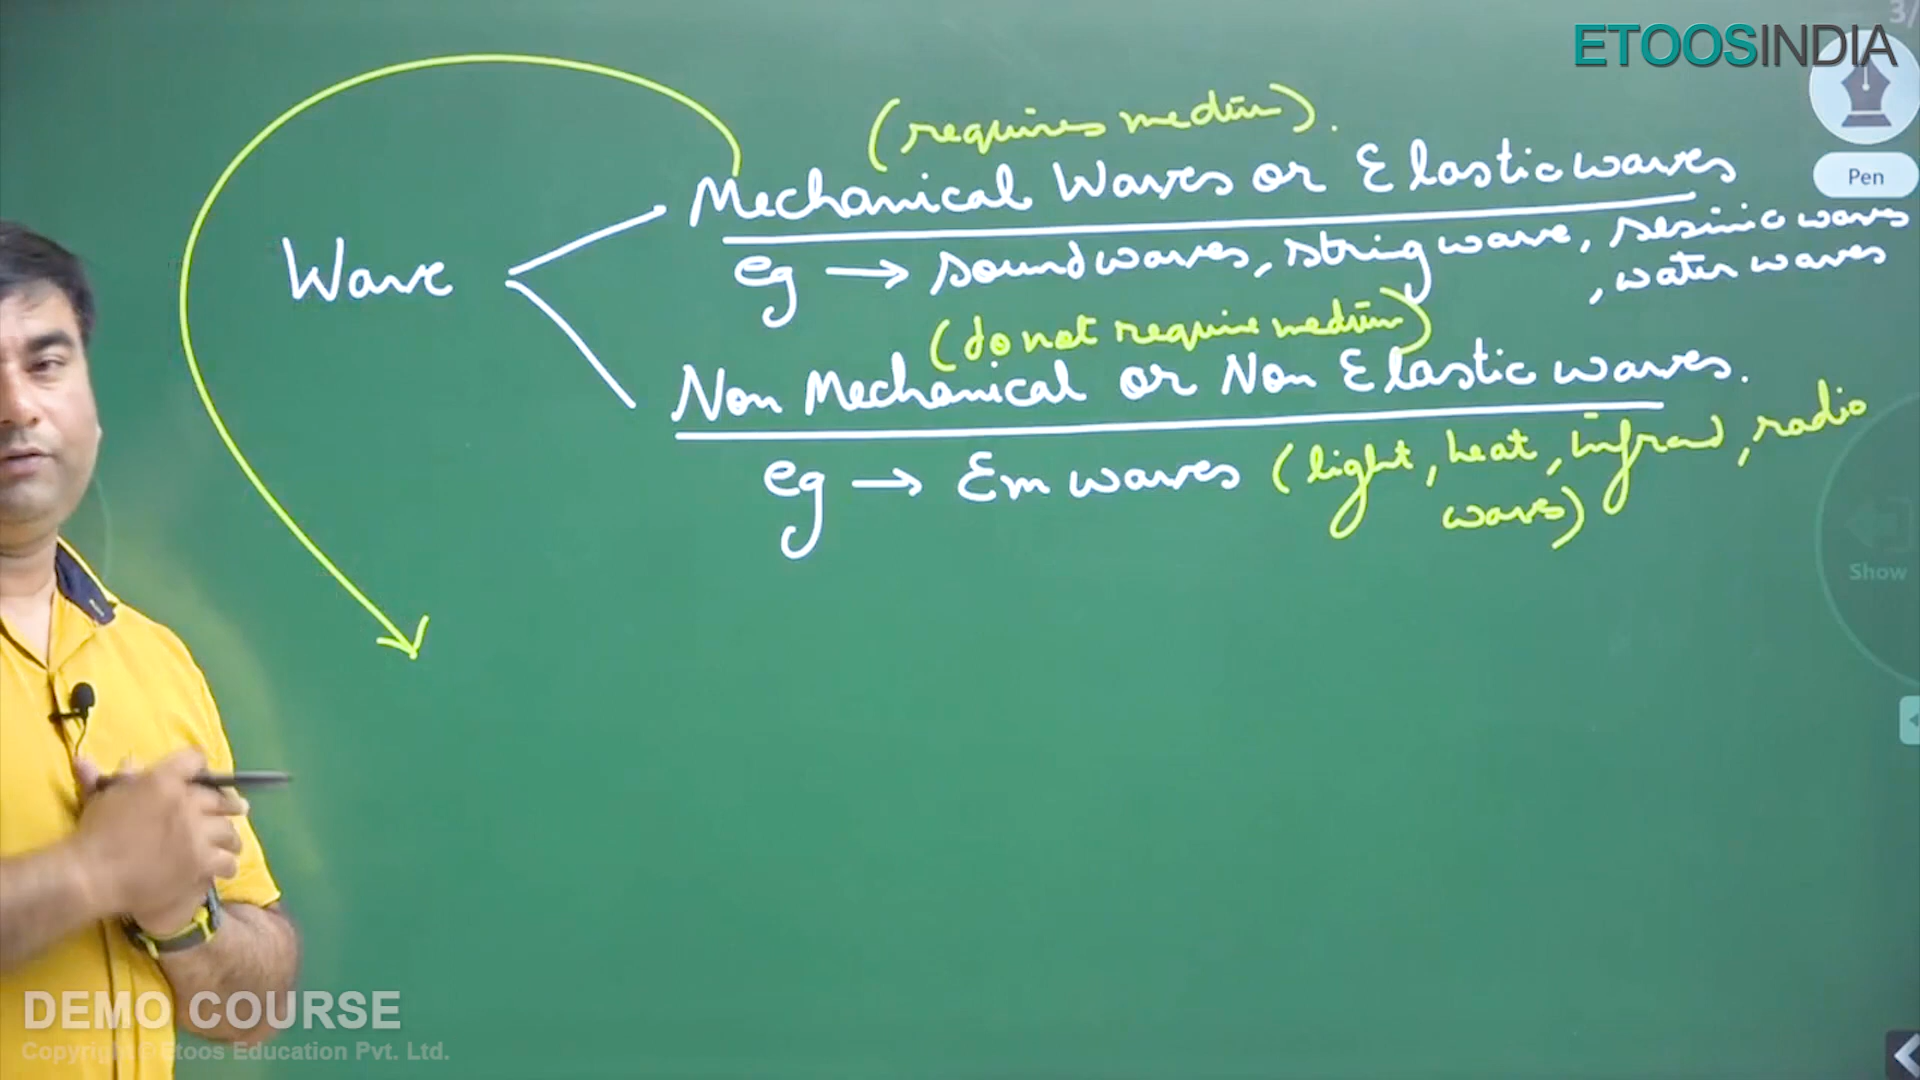 3/
ETOOSINDIA
Pen
(requires medium).
Mechanical Waves or Elastic waves
eg → sound waves, string wave, sesimic waves
, water waves
Wave
(do not require medium)
Non Mechanical or Non Elastic waves.
eg → Em waves (light, heat, infrared, radio
waves)
Show
DEMO COURSE
Copyright © Etoos Education Pvt. Ltd.